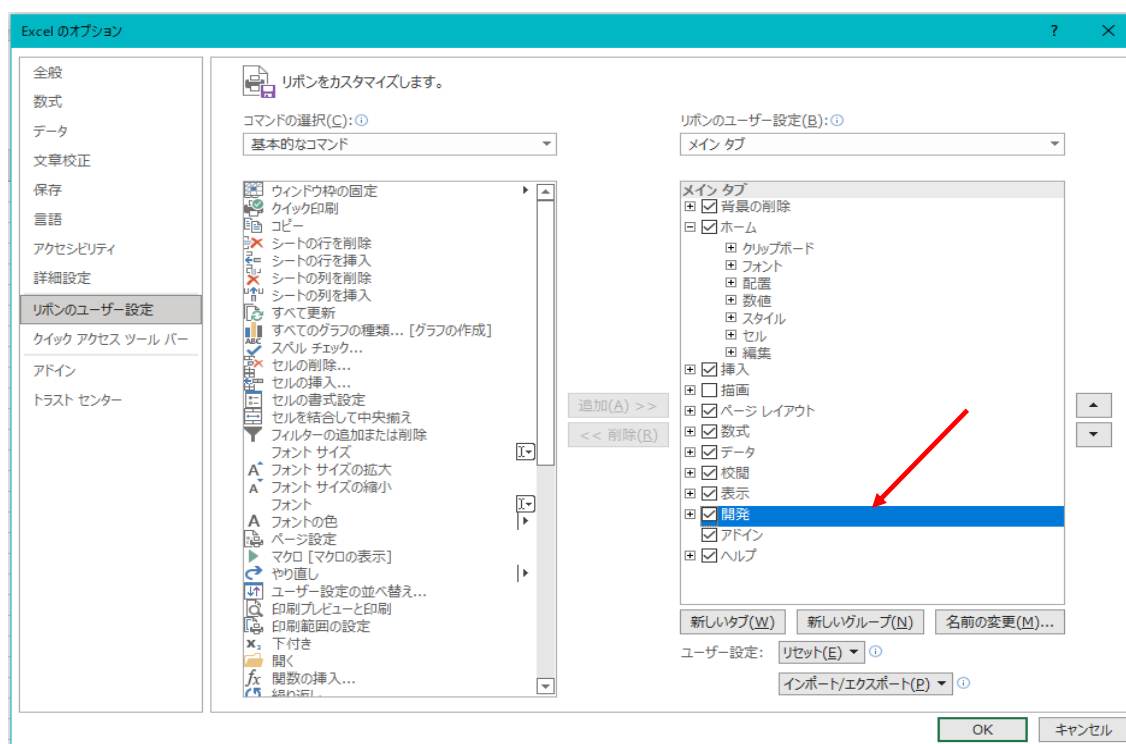 Excel のオプション
?
全般
数式
データ
文章校正
保存
言語
アクセシビリティ
詳細設定
リボンのユーザー設定
クイック アクセス ツール バー
アドイン
トラスト センター
リボンをカスタマイズします。
コマンドの選択(C):
基本的なコマンド
ウィンドウ枠の固定
クイック印刷
コピー
シートの行を削除
シートの行を挿入
シートの列を削除
シートの列を挿入
すべて更新
すべてのグラフの種類... [グラフの作成]
スペル チェック...
セルの削除...
セルの挿入...
セルの書式設定
セルを結合して中央揃え
フィルターの追加または削除
フォント サイズ
フォント サイズの拡大
フォント サイズの縮小
フォント
フォントの色
ページ設定
マクロ [マクロの表示]
やり直し
ユーザー設定の並べ替え...
印刷プレビューと印刷
印刷範囲の設定
下付き
開く
関数の挿入...
繰り返し
追加(A) >>
<< 削除(R)
リボンのユーザー設定(B):
メイン タブ
メイン タブ
背景の削除
ホーム
クリップボード
フォント
配置
数値
スタイル
セル
編集
挿入
描画
ページ レイアウト
数式
データ
校閲
表示
開発
アドイン
ヘルプ
新しいタブ(W)
新しいグループ(N)
名前の変更(M)...
ユーザー設定:
リセット(E)
インポート/エクスポート(P)
OK
キャンセル